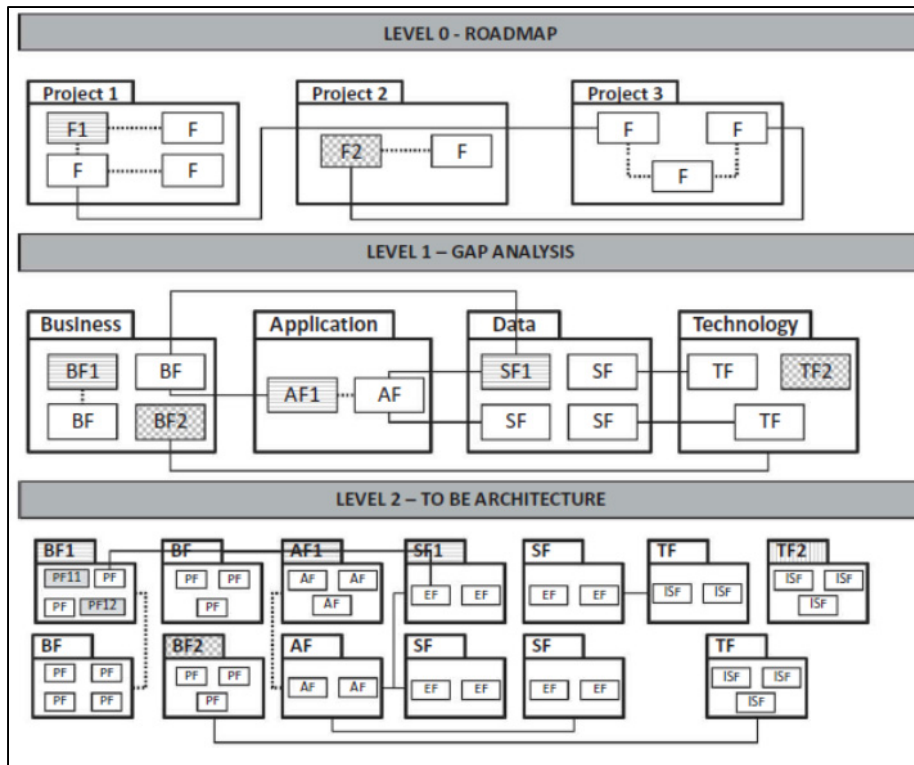 LEVEL 0 - ROADMAP
Project 1 Project 2 Project 3
F1 F F F
F2 F
F F F
LEVEL 1 – GAP ANALYSIS
Business Application Data Technology
BF1 BF SF1 SF TF TF2
AF1 AF
BF BF2 SF SF TF
LEVEL 2 – TO BE ARCHITECTURE
BF1 BF AF1 SF1 SF TF TF2
PF11 PF PF PF AF AF EF EF EF EF ISF ISF ISF ISF
PF PF12 PF AF ISF
BF BF2 AF SF SF TF
PF PF PF PF AF AF EF EF EF EF ISF ISF
PF PF PF ISF